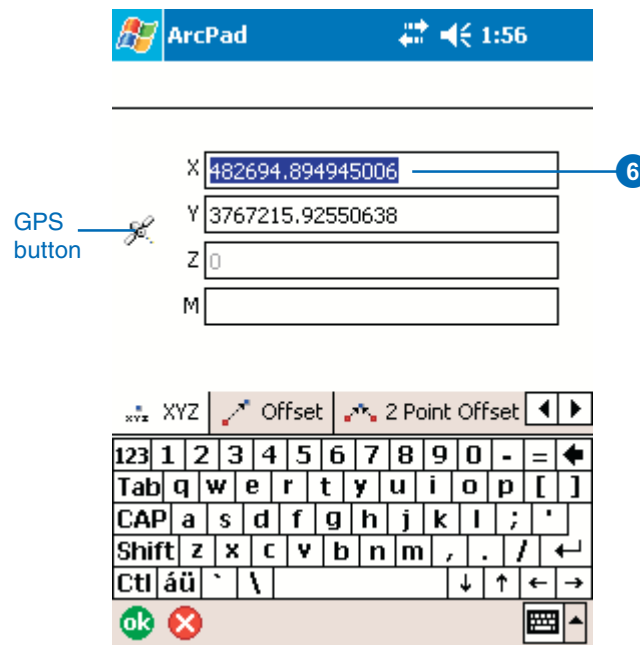 ArcPad 1:56
X 482694.894945006
6
Y 3767215.92550638
GPS
button
Z 0
M
xyz XYZ Offset 2 Point Offset
123 1 2 3 4 5 6 7 8 9 0 - =
Tab q w e r t y u i o p [ ]
CAP a s d f g h j k l ; '
Shift z x c v b n m , . /
Ctl áü ` \
ok